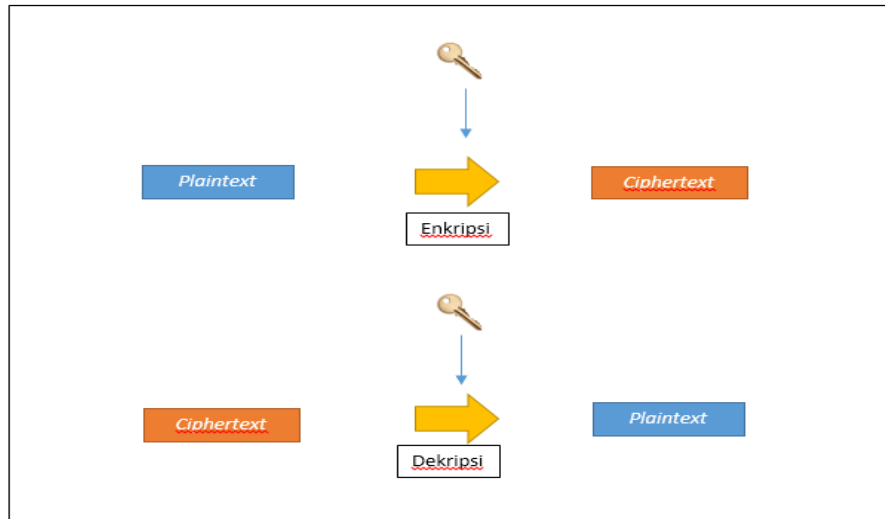 Plaintext
Ciphertext
Enkripsi
Ciphertext
Plaintext
Dekripsi